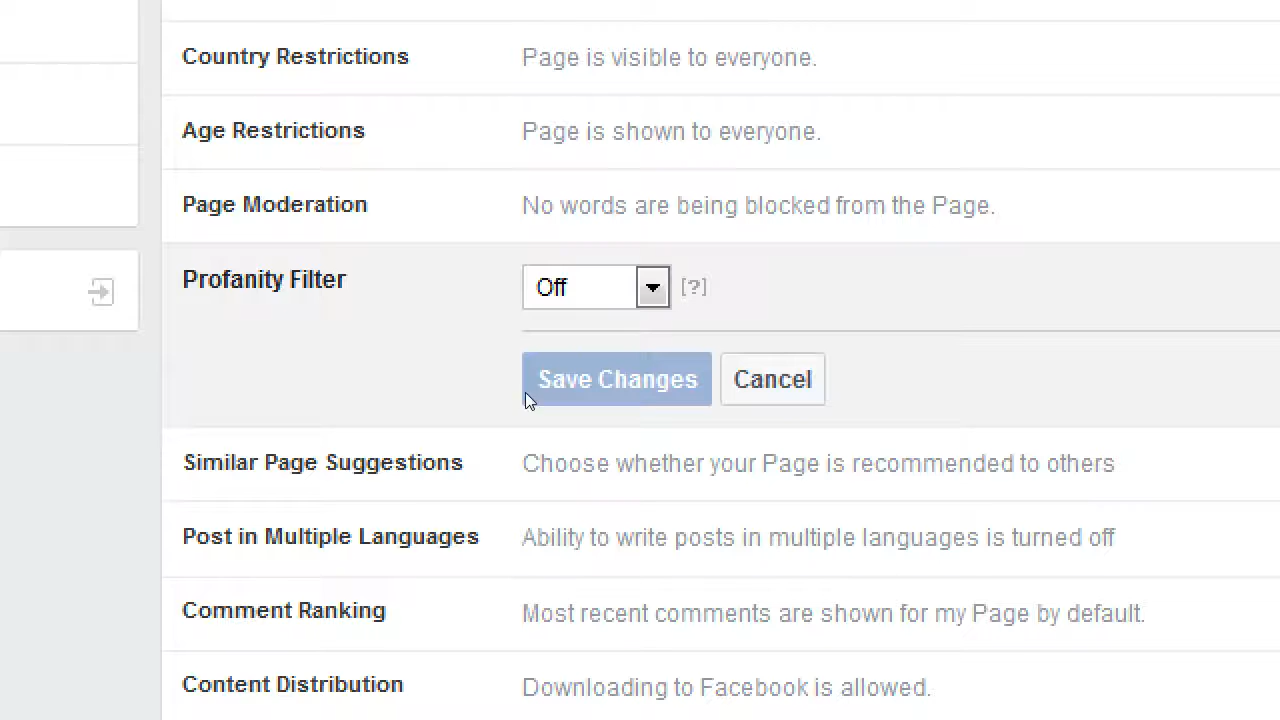 Country Restrictions Page is visible to everyone.
Age Restrictions Page is shown to everyone.
Page Moderation No words are being blocked from the Page.
Profanity Filter Off [?]
Save Changes Cancel
Similar Page Suggestions Choose whether your Page is recommended to others
Post in Multiple Languages Ability to write posts in multiple languages is turned off
Comment Ranking Most recent comments are shown for my Page by default.
Content Distribution Downloading to Facebook is allowed.